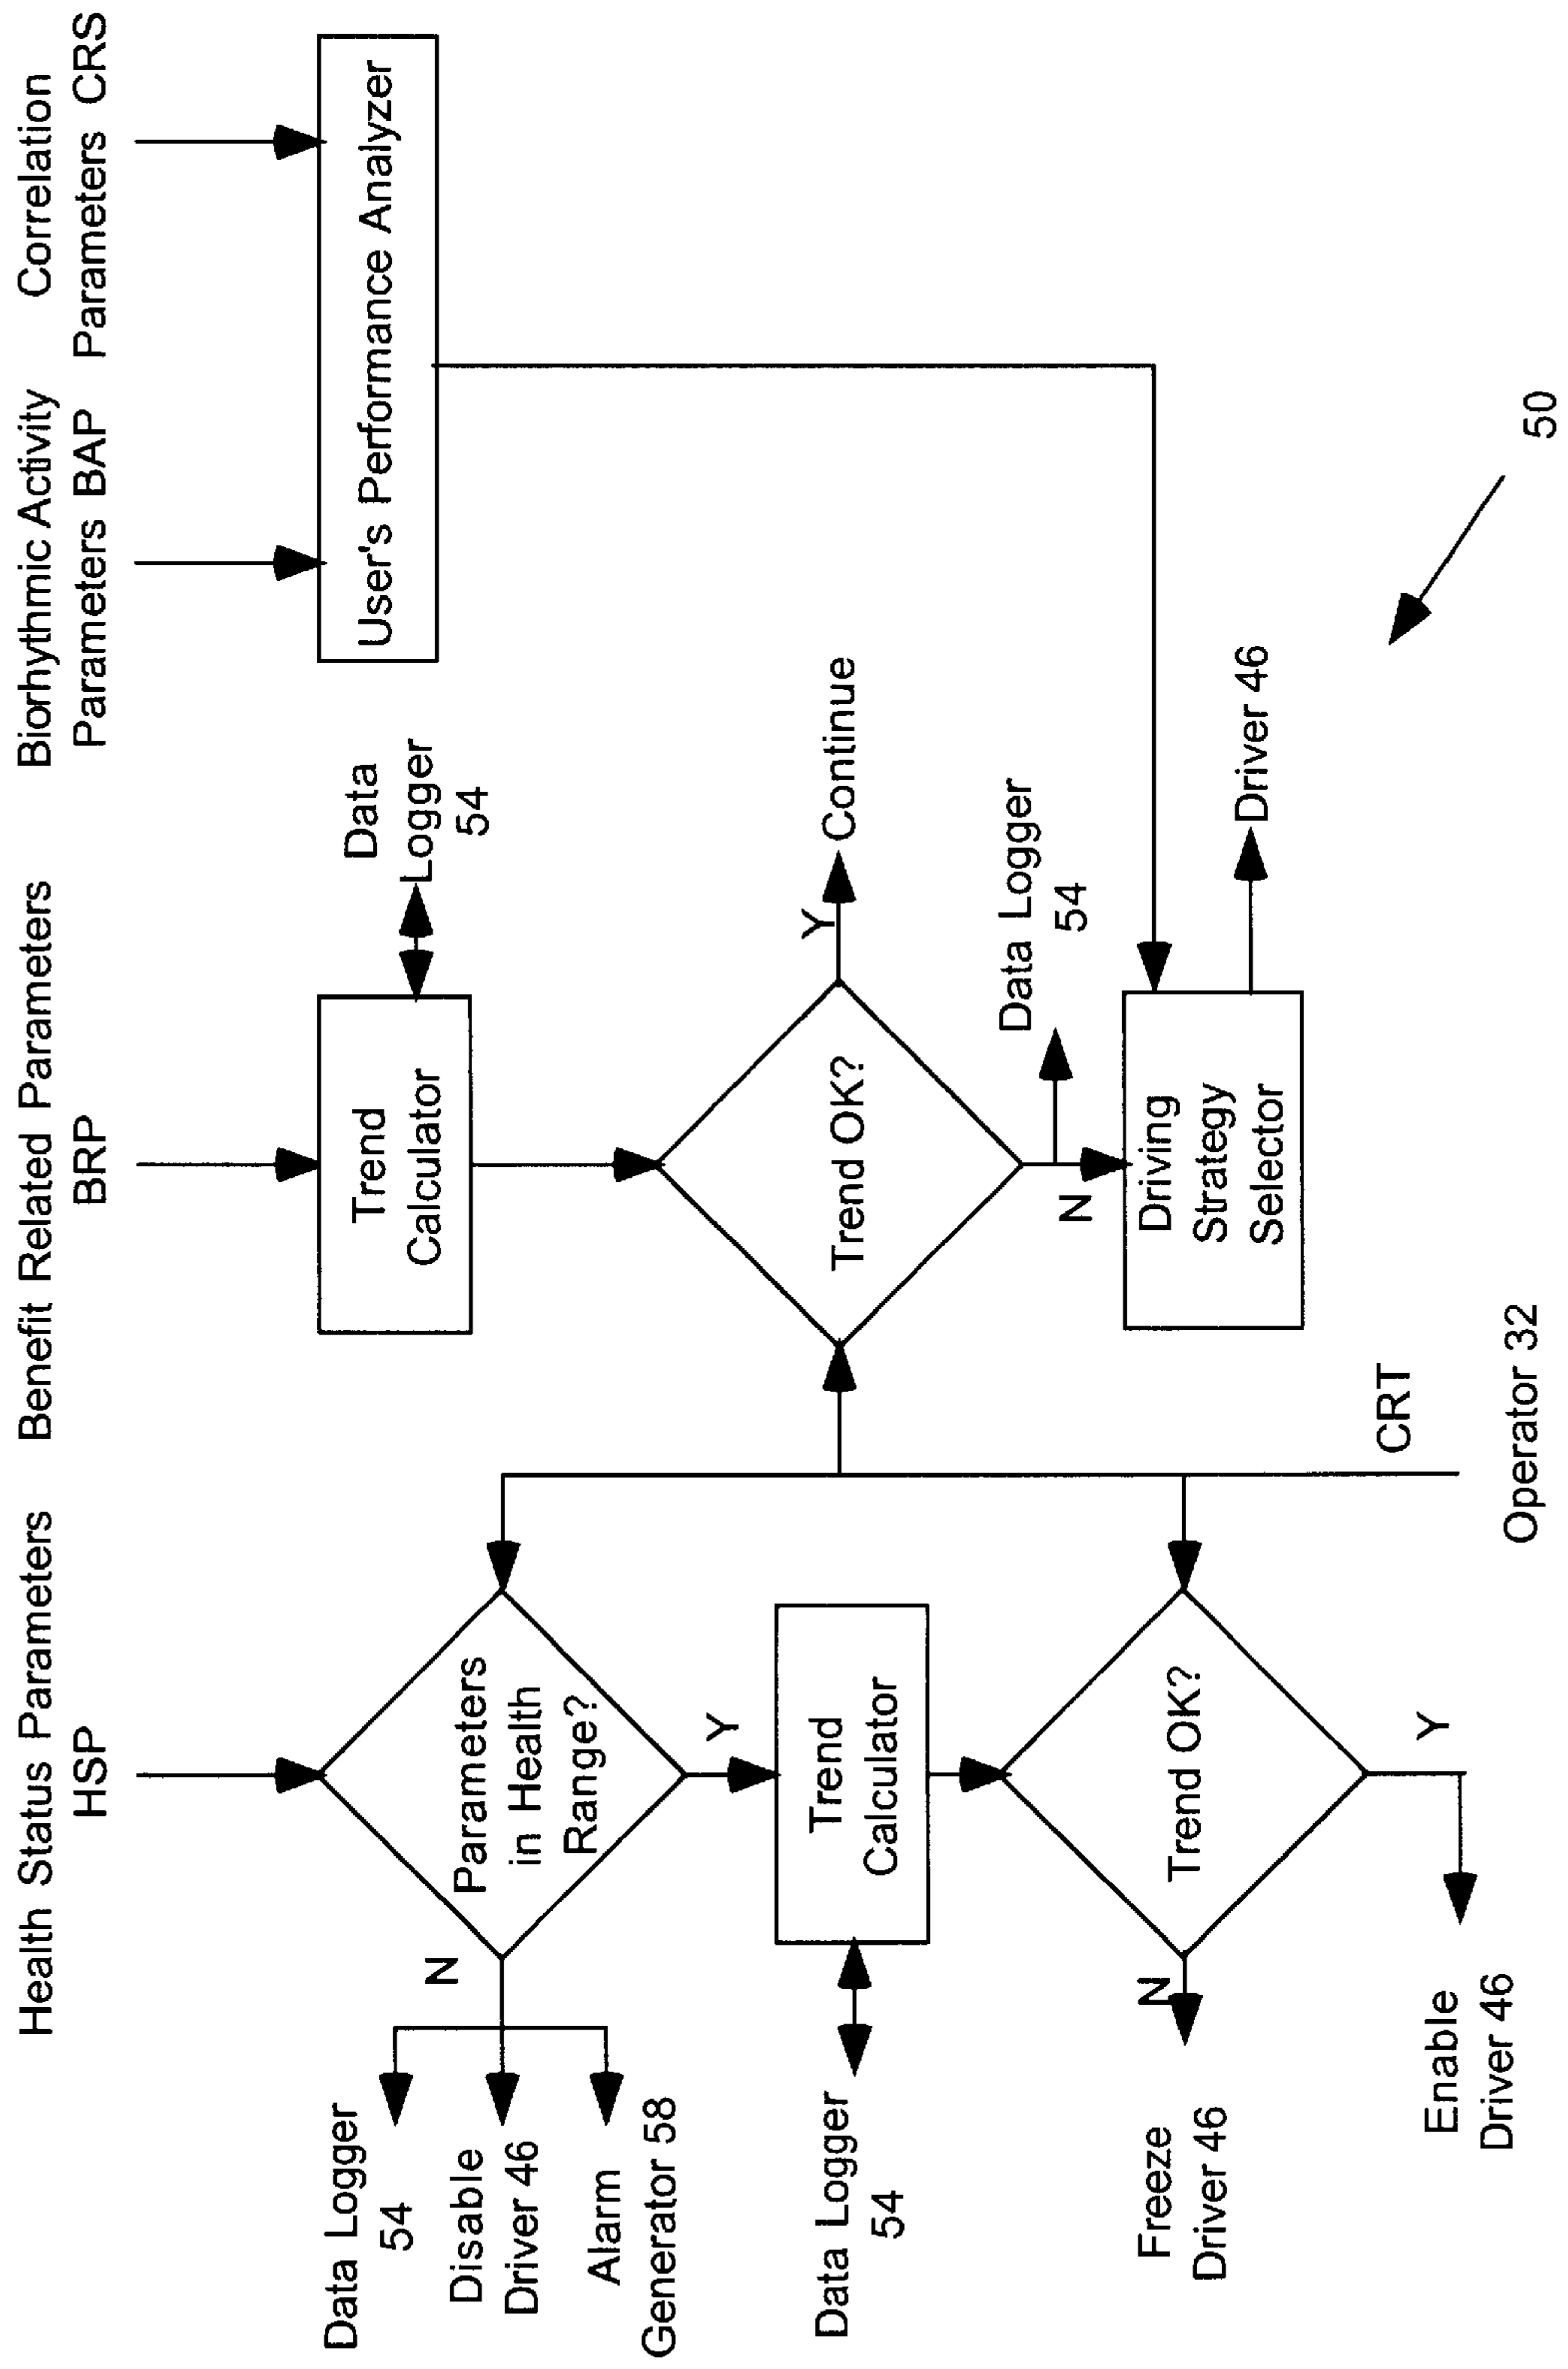 Health Status Parameters
HSP
Benefit Related Parameters
BRP
Biorhythmic Activity
Parameters BAP
Correlation
Parameters CRS
Data Logger
54
Disable
Driver 46
Alarm
Generator 58
N
Parameters
in Health
Range?
Y
Trend
Calculator
Data
Logger
54
User's Performance Analyzer
Data Logger
54
Trend
Calculator
Trend OK?
Y
Continue
N
Data Logger
54
Freeze
Driver 46
N
Trend OK?
Y
Enable
Driver 46
Driving
Strategy
Selector
Driver 46
CRT
Operator 32
50